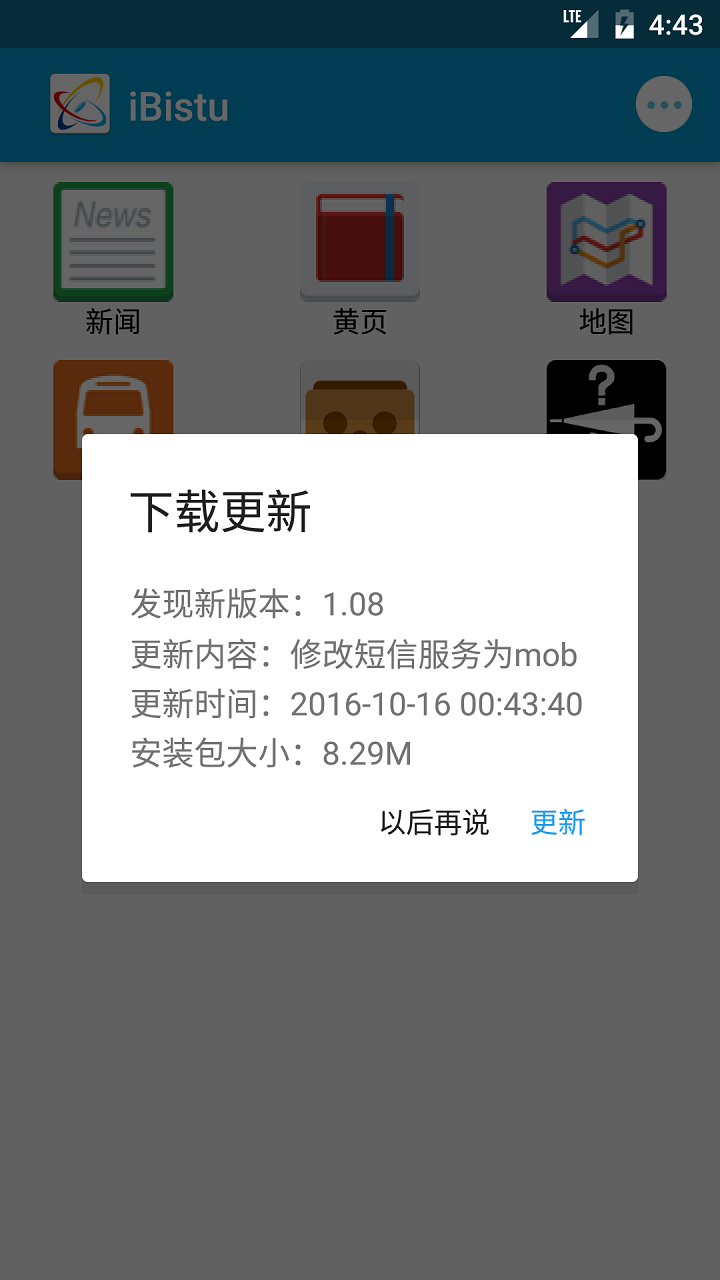 LTE 4:43
iBistu
News
新闻 黄页 地图
?
下载更新
发现新版本：1.08
更新内容：修改短信服务为mob
更新时间：2016-10-16 00:43:40
安装包大小：8.29M
以后再说 更新